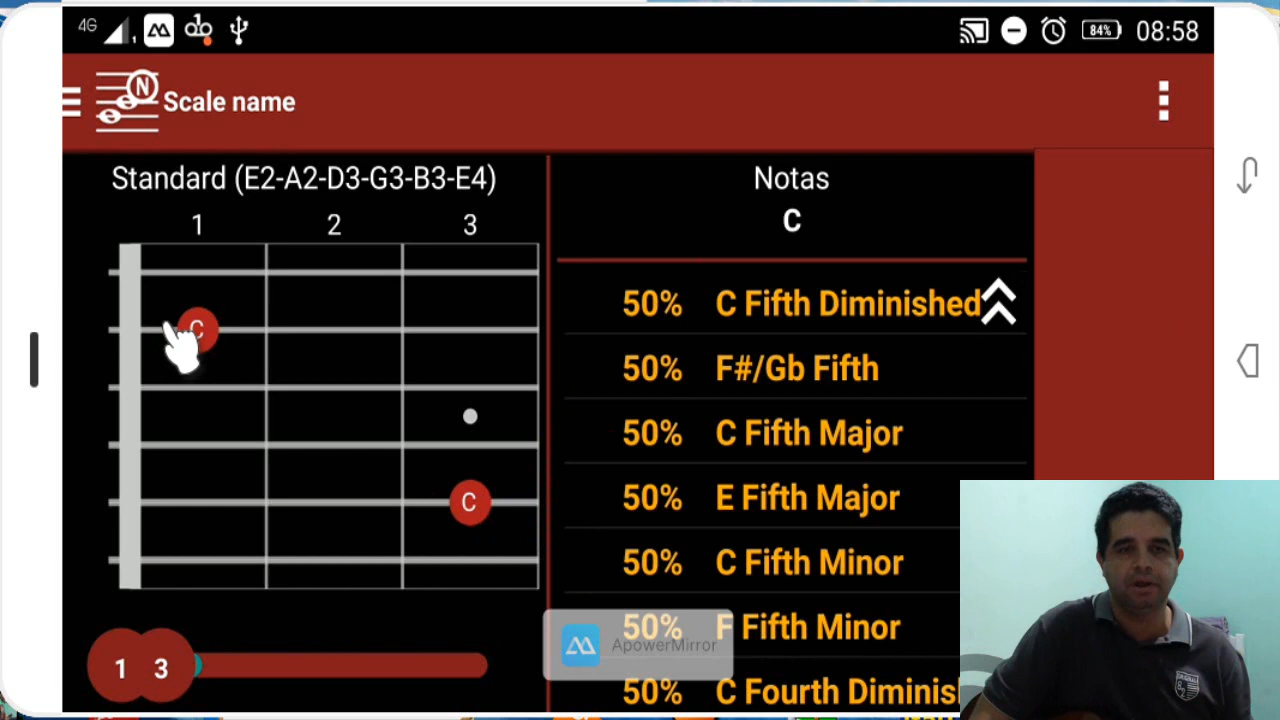 4G 1 84% 08:58
N Scale name
Standard (E2-A2-D3-G3-B3-E4)
1 2 3
C
C
1 3
Notas
C
50% C Fifth Diminished
50% F#/Gb Fifth
50% C Fifth Major
50% E Fifth Major
50% C Fifth Minor
50% F Fifth Minor
50% C Fourth Diminis
ApowerMirror